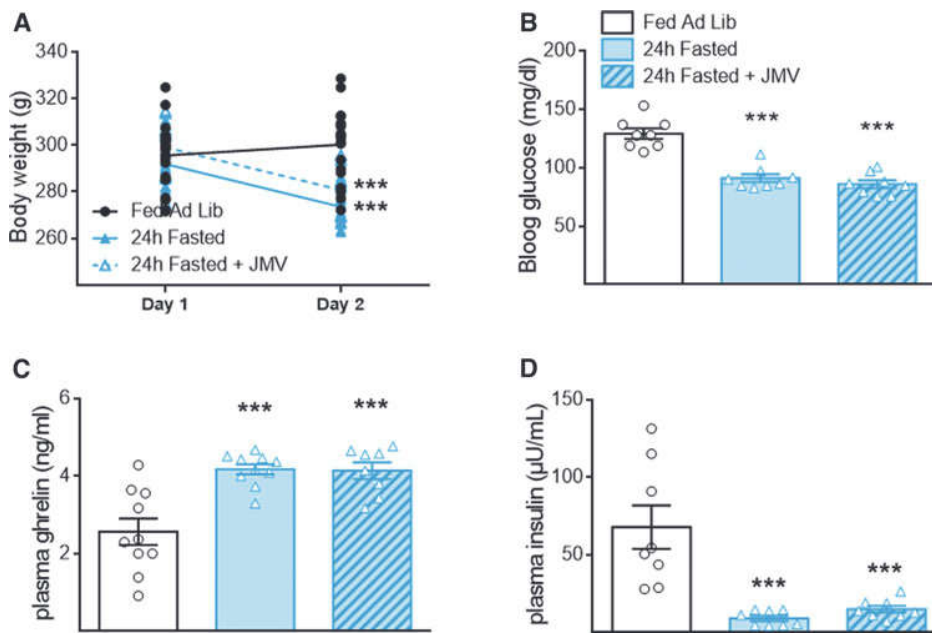 A
Body weight (g)
340
320
300
280
260
***
***
Fed Ad Lib
24h Fasted
24h Fasted + JMV
Day 1
Day 2
B
Fed Ad Lib
24h Fasted
24h Fasted + JMV
Bloog glucose (mg/dl)
200
150
100
50
***
***
C
plasma ghrelin (ng/ml)
6
4
2
***
***
D
plasma insulin (µU/mL)
150
100
50
***
***